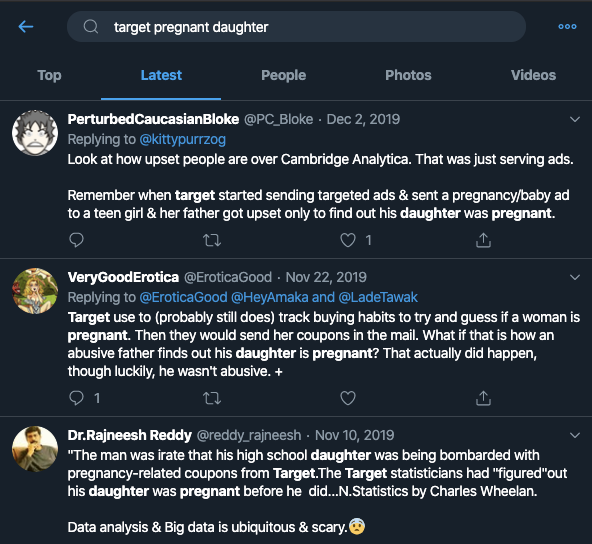 target pregnant daughter
Top Latest People Photos Videos
PerturbedCaucasianBloke @PC_Bloke · Dec 2, 2019
Replying to @kittypurrzog
Look at how upset people are over Cambridge Analytica. That was just serving ads.
Remember when target started sending targeted ads & sent a pregnancy/baby ad
to a teen girl & her father got upset only to find out his daughter was pregnant.
1
VeryGoodErotica @EroticaGood · Nov 22, 2019
Replying to @EroticaGood @HeyAmaka and @LadeTawak
Target use to (probably still does) track buying habits to try and guess if a woman is
pregnant. Then they would send her coupons in the mail. What if that is how an
abusive father finds out his daughter is pregnant? That actually did happen,
though luckily, he wasn't abusive. +
1
Dr.Rajneesh Reddy @reddy_rajneesh · Nov 10, 2019
"The man was irate that his high school daughter was being bombarded with
pregnancy-related coupons from Target.The Target statisticians had "figured"out
his daughter was pregnant before he did...N.Statistics by Charles Wheelan.
Data analysis & Big data is ubiquitous & scary.😨